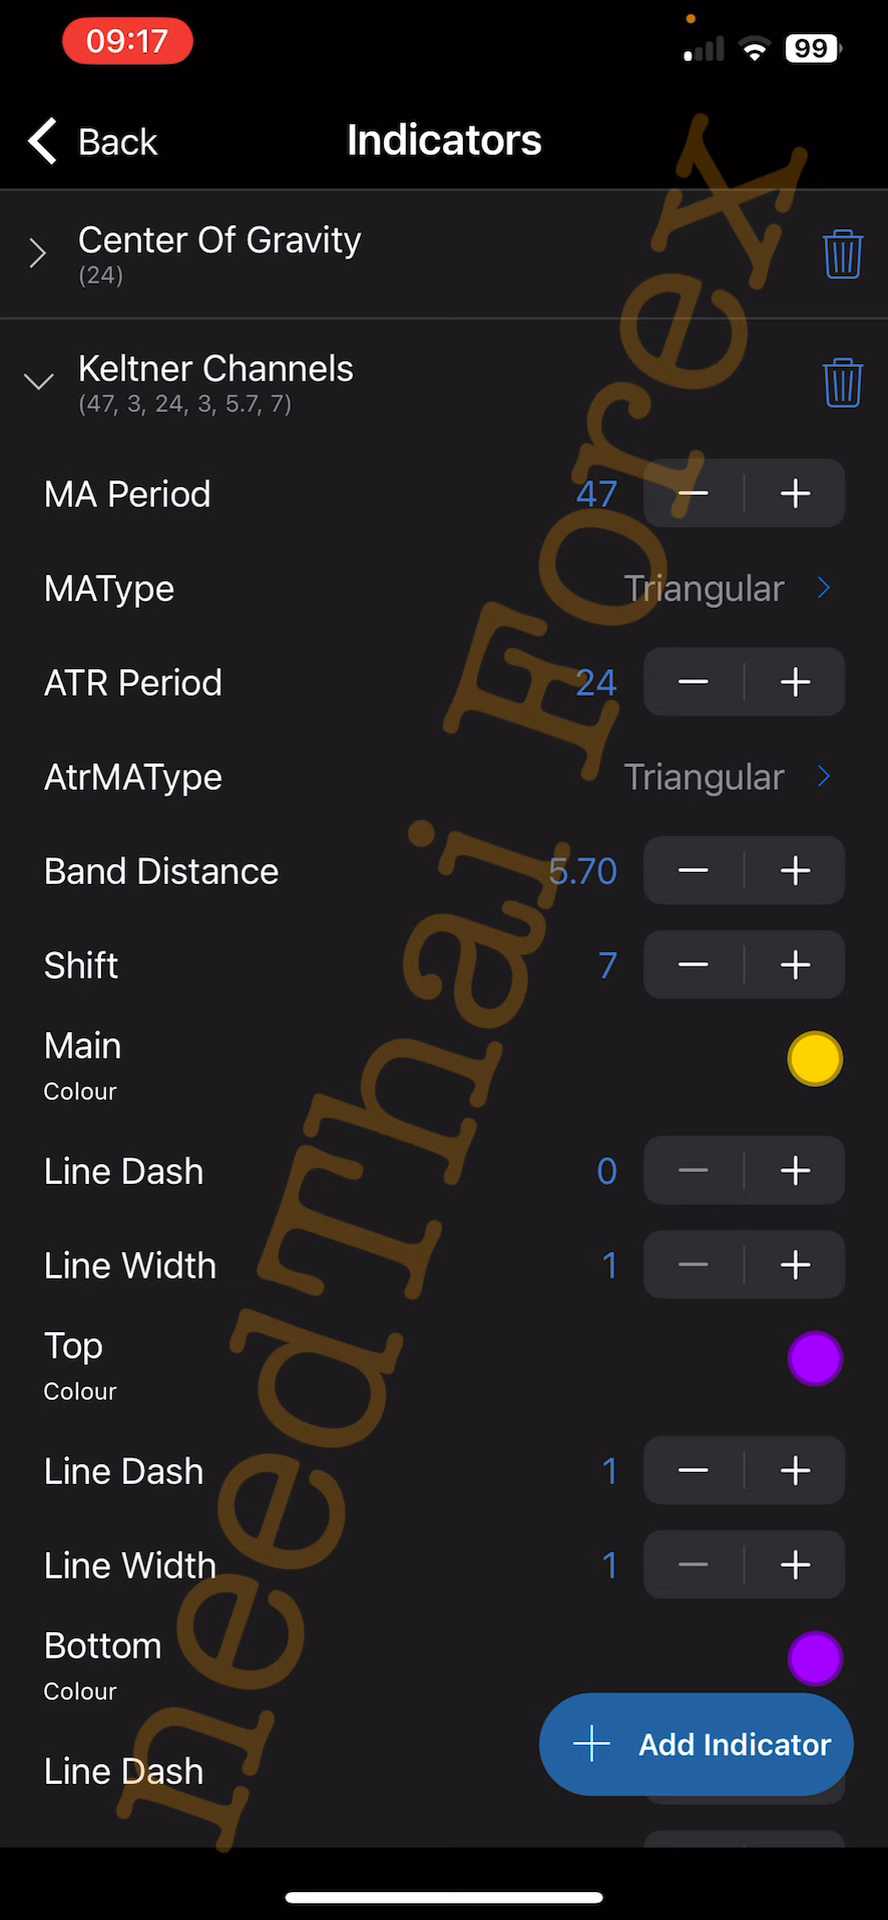 09:17
99
Back
Indicators
Center Of Gravity
(24)
Keltner Channels
(47, 3, 24, 3, 5.7, 7)
MA Period
47
MAType
Triangular
ATR Period
24
AtrMAType
Triangular
Band Distance
5.70
Shift
7
Main
Colour
Line Dash
0
Line Width
1
Top
Colour
Line Dash
1
Line Width
1
Bottom
Colour
Add Indicator
Line Dash
needThai Forex